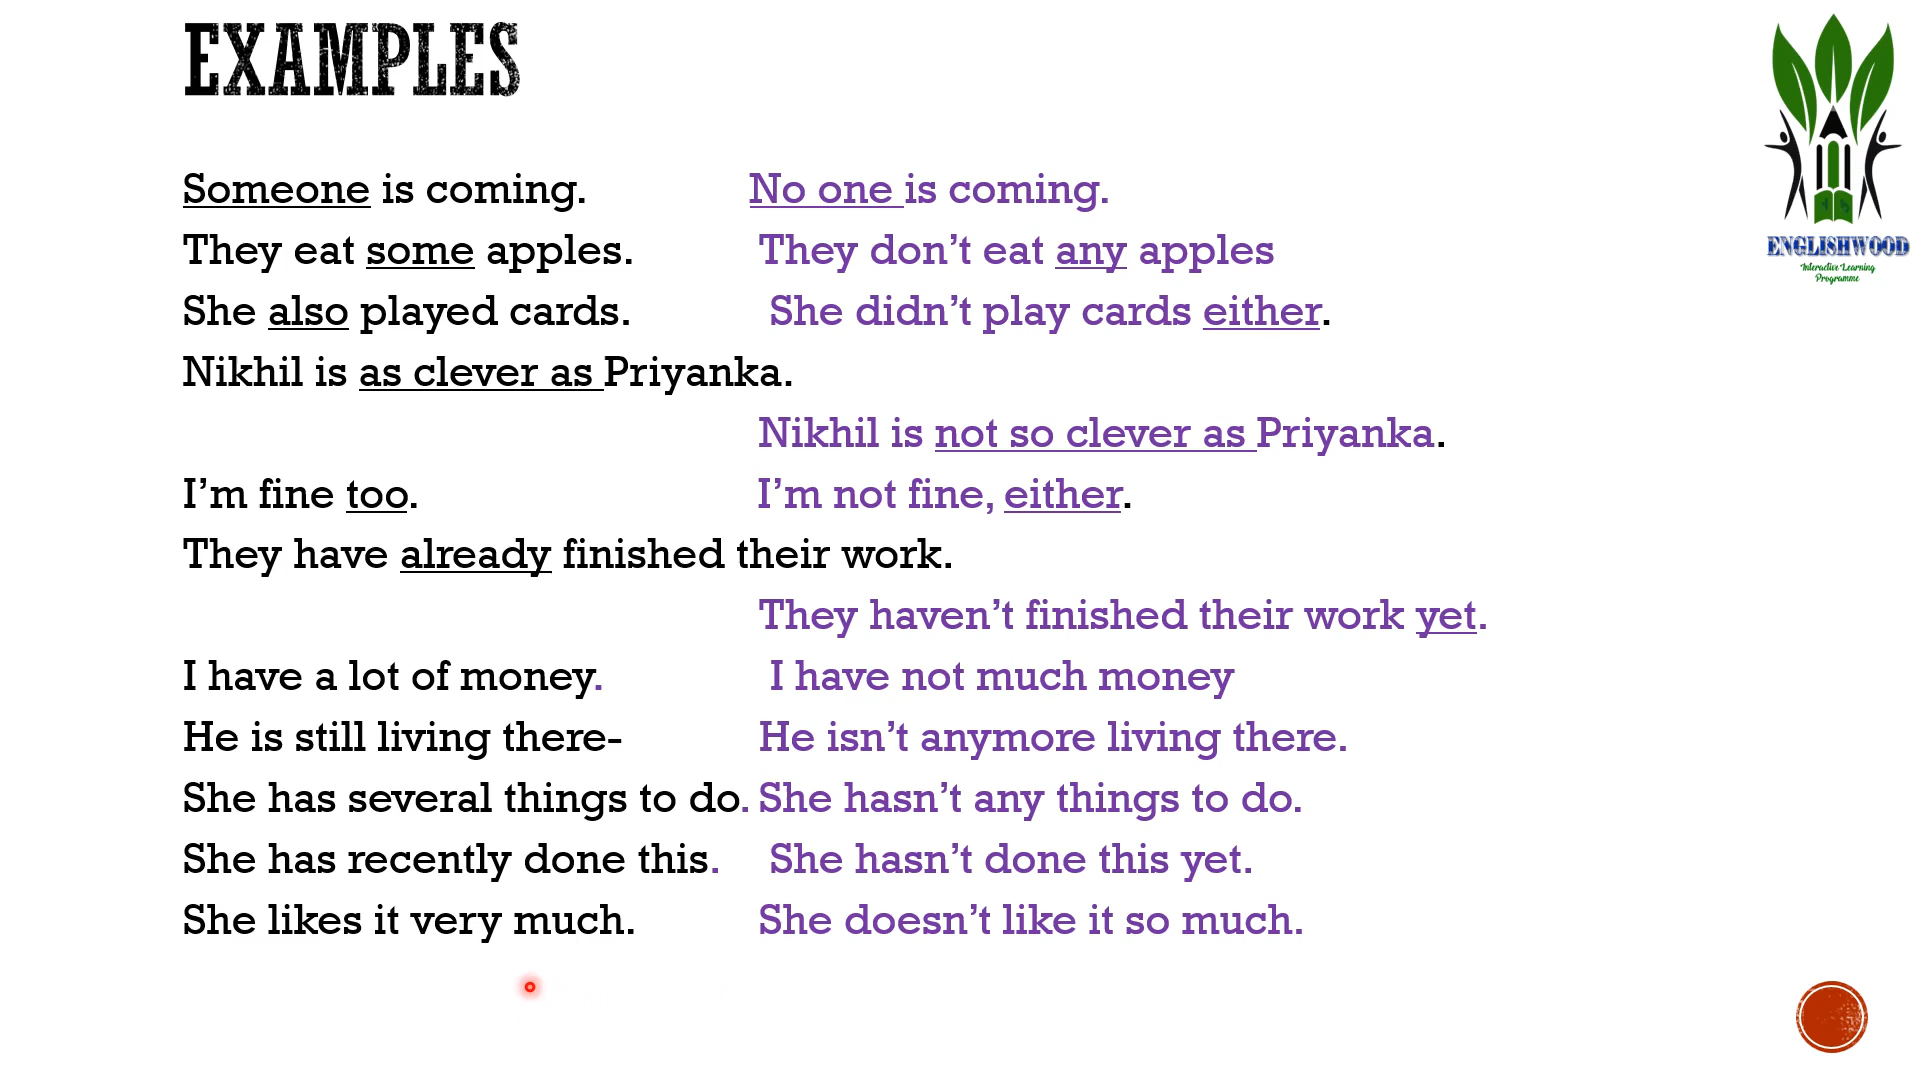 EXAMPLES
Someone is coming. No one is coming.
They eat some apples. They don't eat any apples
She also played cards. She didn't play cards either.
Nikhil is as clever as Priyanka.
Nikhil is not so clever as Priyanka.
I'm fine too. I'm not fine, either.
They have already finished their work.
They haven't finished their work yet.
I have a lot of money. I have not much money
He is still living there- He isn't anymore living there.
She has several things to do. She hasn't any things to do.
She has recently done this. She hasn't done this yet.
She likes it very much. She doesn't like it so much.
ENGLISHWOOD
Interactive Learning
Programme